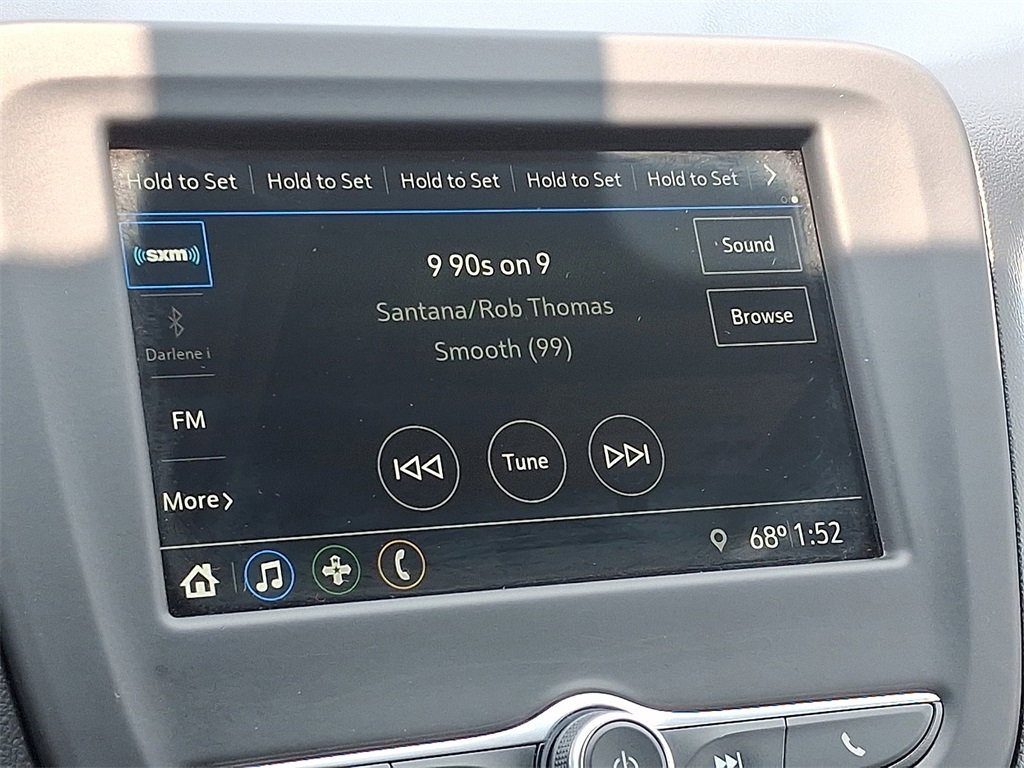 Hold to Set Hold to Set Hold to Set Hold to Set Hold to Set
sxm
Sound
9 90s on 9
Santana/Rob Thomas
Browse
Darlene i
Smooth (99)
FM
Tune
More
68° 1:52